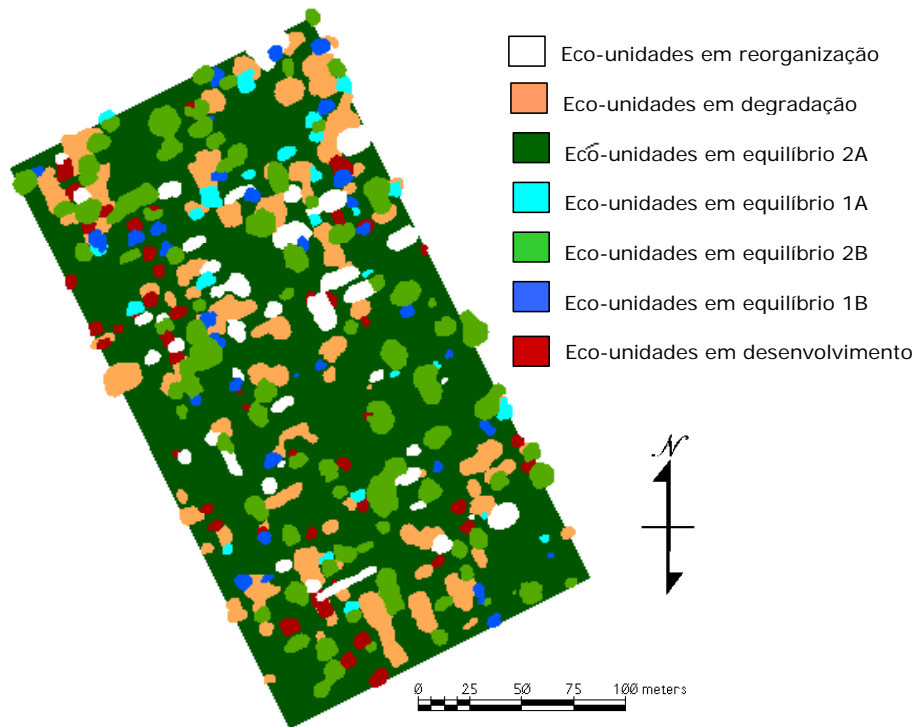 Eco-unidades em reorganização
Eco-unidades em degradação
Eco-unidades em equilíbrio 2A
Eco-unidades em equilíbrio 1A
Eco-unidades em equilíbrio 2B
Eco-unidades em equilíbrio 1B
Eco-unidades em desenvolvimento
N
0 25 50 75 100 meters